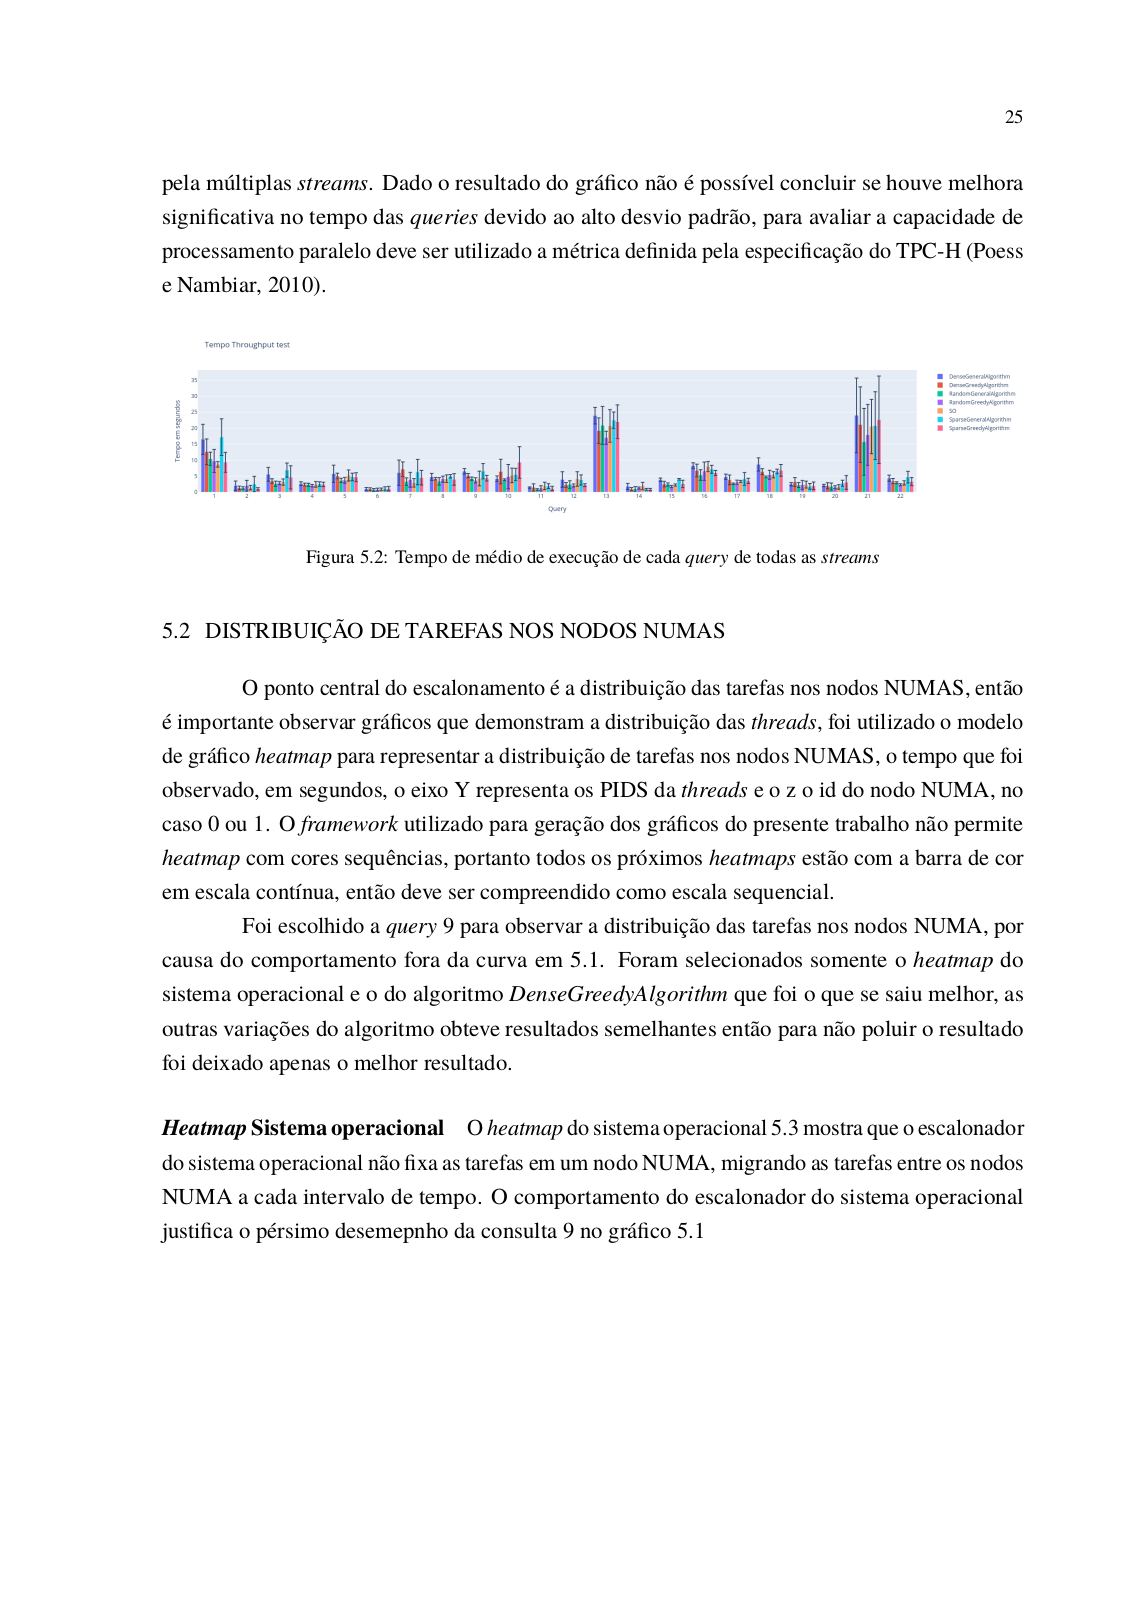 25
pela múltiplas streams. Dado o resultado do gráfico não é possível concluir se houve melhora
significativa no tempo das queries devido ao alto desvio padrão, para avaliar a capacidade de
processamento paralelo deve ser utilizado a métrica definida pela especificação do TPC-H (Poess
e Nambiar, 2010).
Tempo Throughput test
Tempo em segundos
35
30
25
20
15
10
5
0
1 2 3 4 5 6 7 8 9 10 11 12 13 14 15 16 17 18 19 20 21 22
Query
DenseGeneralAlgorithm
DenseGreedyAlgorithm
RandomGeneralAlgorithm
RandomGreedyAlgorithm
SO
SparseGeneralAlgorithm
SparseGreedyAlgorithm
Figura 5.2: Tempo de médio de execução de cada query de todas as streams
5.2 DISTRIBUIÇÃO DE TAREFAS NOS NODOS NUMAS
O ponto central do escalonamento é a distribuição das tarefas nos nodos NUMAS, então
é importante observar gráficos que demonstram a distribuição das threads, foi utilizado o modelo
de gráfico heatmap para representar a distribuição de tarefas nos nodos NUMAS, o tempo que foi
observado, em segundos, o eixo Y representa os PIDS da threads e o z o id do nodo NUMA, no
caso 0 ou 1. O framework utilizado para geração dos gráficos do presente trabalho não permite
heatmap com cores sequências, portanto todos os próximos heatmaps estão com a barra de cor
em escala contínua, então deve ser compreendido como escala sequencial.
Foi escolhido a query 9 para observar a distribuição das tarefas nos nodos NUMA, por
causa do comportamento fora da curva em 5.1. Foram selecionados somente o heatmap do
sistema operacional e o do algoritmo DenseGreedyAlgorithm que foi o que se saiu melhor, as
outras variações do algoritmo obteve resultados semelhantes então para não poluir o resultado
foi deixado apenas o melhor resultado.
Heatmap Sistema operacional O heatmap do sistema operacional 5.3 mostra que o escalonador
do sistema operacional não fixa as tarefas em um nodo NUMA, migrando as tarefas entre os nodos
NUMA a cada intervalo de tempo. O comportamento do escalonador do sistema operacional
justifica o pérsimo desemepnho da consulta 9 no gráfico 5.1